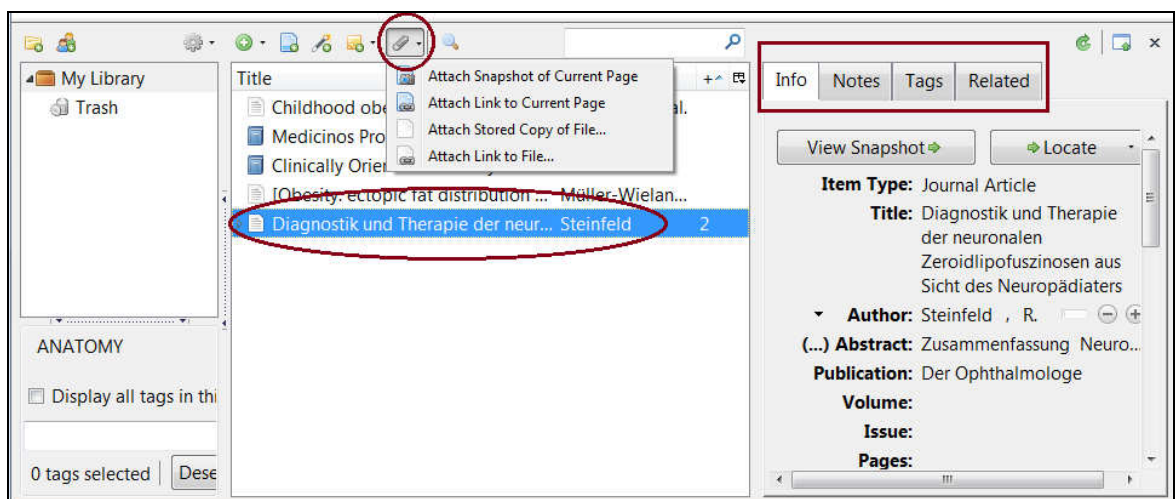 My Library
Trash
ANATOMY
Display all tags in thi
0 tags selected
Dese
Title
Childhood obe
al.
Medicinos Pro
Clinically Orien
[Obesity: ectopic fat distribution ... Müller-Wielan...
Diagnostik und Therapie der neur... Steinfeld 2
Attach Snapshot of Current Page
Attach Link to Current Page
Attach Stored Copy of File...
Attach Link to File...
Info Notes Tags Related
View Snapshot Locate
Item Type: Journal Article
Title: Diagnostik und Therapie
der neuronalen
Zeroidlipofuszinosen aus
Sicht des Neuropädiaters
Author: Steinfeld , R.
(...) Abstract: Zusammenfassung Neuro...
Publication: Der Ophthalmologe
Volume:
Issue:
Pages: